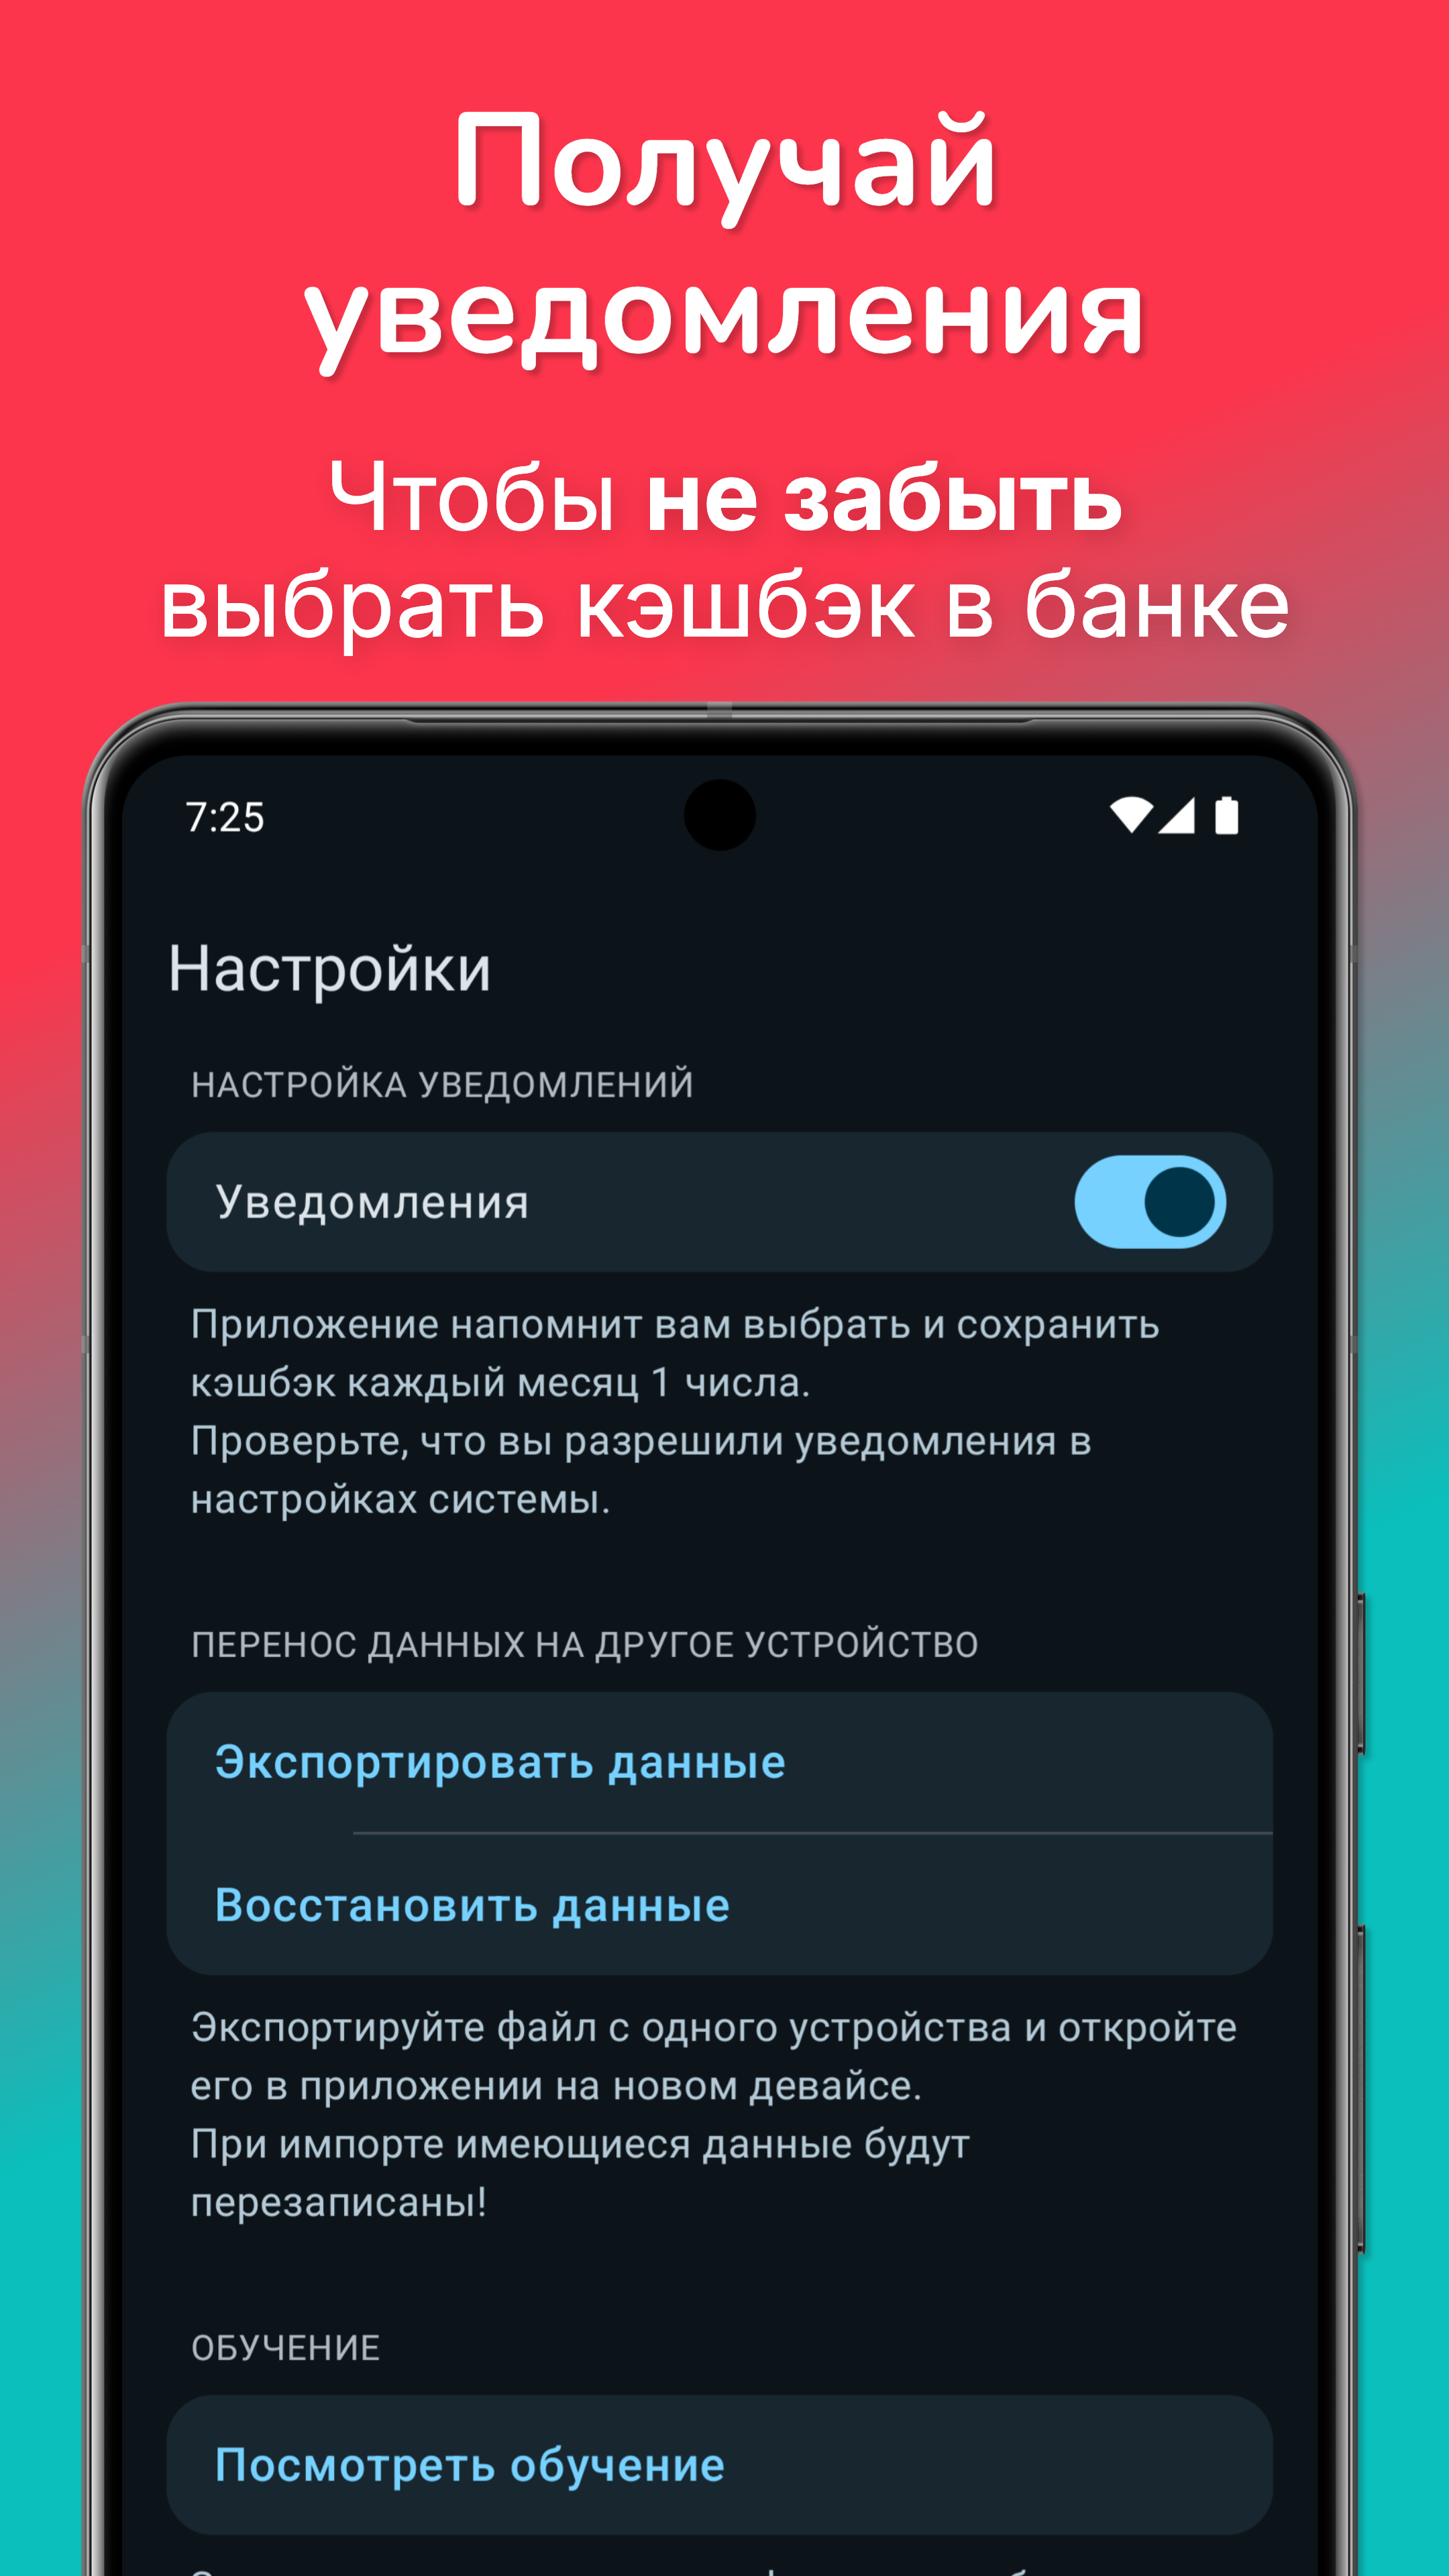 Получай
уведомления
Чтобы не забыть
выбрать кэшбэк в банке
7:25
Настройки
НАСТРОЙКА УВЕДОМЛЕНИЙ
Уведомления
Приложение напомнит вам выбрать и сохранить
кэшбэк каждый месяц 1 числа.
Проверьте, что вы разрешили уведомления в
настройках системы.
ПЕРЕНОС ДАННЫХ НА ДРУГОЕ УСТРОЙСТВО
Экспортировать данные
Восстановить данные
Экспортируйте файл с одного устройства и откройте
его в приложении на новом девайсе.
При импорте имеющиеся данные будут
перезаписаны!
ОБУЧЕНИЕ
Посмотреть обучение